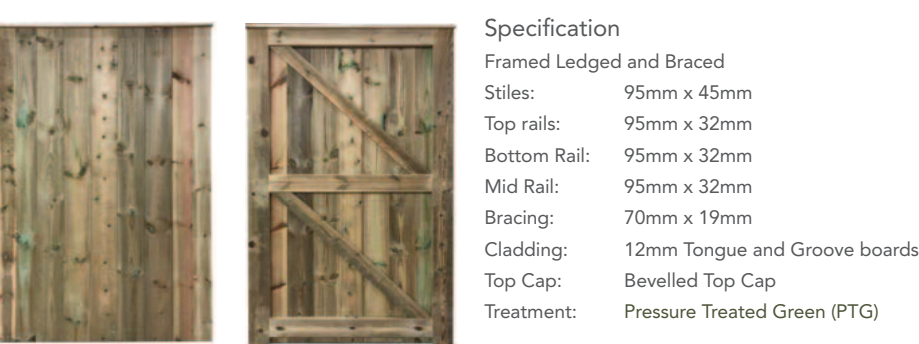 Specification
Framed Ledged and Braced
Stiles: 95mm x 45mm
Top rails: 95mm x 32mm
Bottom Rail: 95mm x 32mm
Mid Rail: 95mm x 32mm
Bracing: 70mm x 19mm
Cladding: 12mm Tongue and Groove boards
Top Cap: Bevelled Top Cap
Treatment: Pressure Treated Green (PTG)